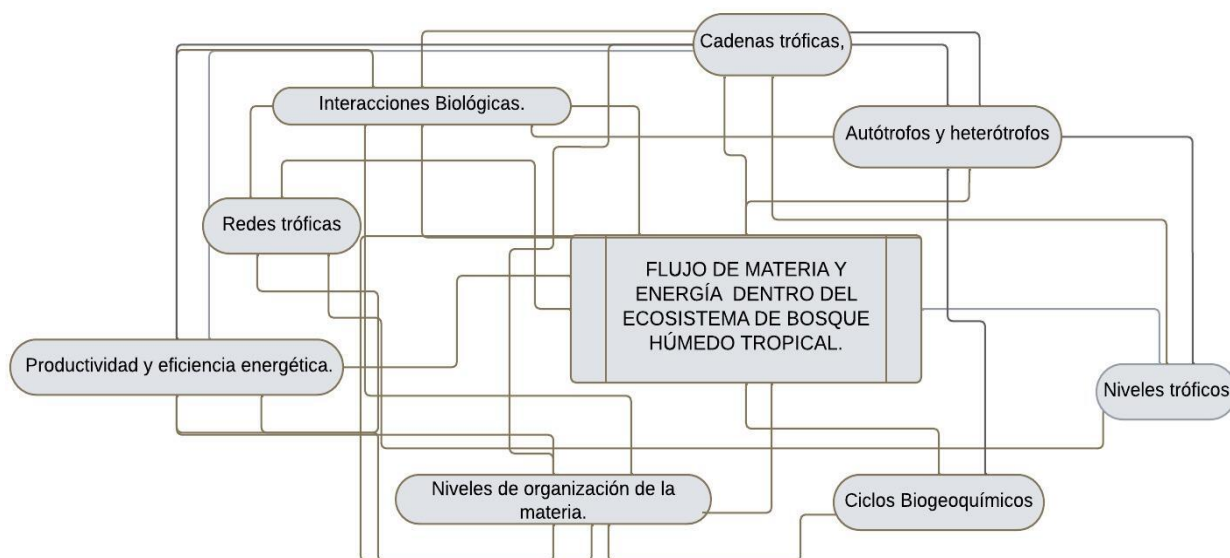 Cadenas tróficas,
Interacciones Biológicas.
Autótrofos y heterótrofos
Redes tróficas
FLUJO DE MATERIA Y
ENERGÍA DENTRO DEL
ECOSISTEMA DE BOSQUE
HÚMEDO TROPICAL.
Productividad y eficiencia energética.
Niveles tróficos
Niveles de organización de la
materia.
Ciclos Biogeoquímicos